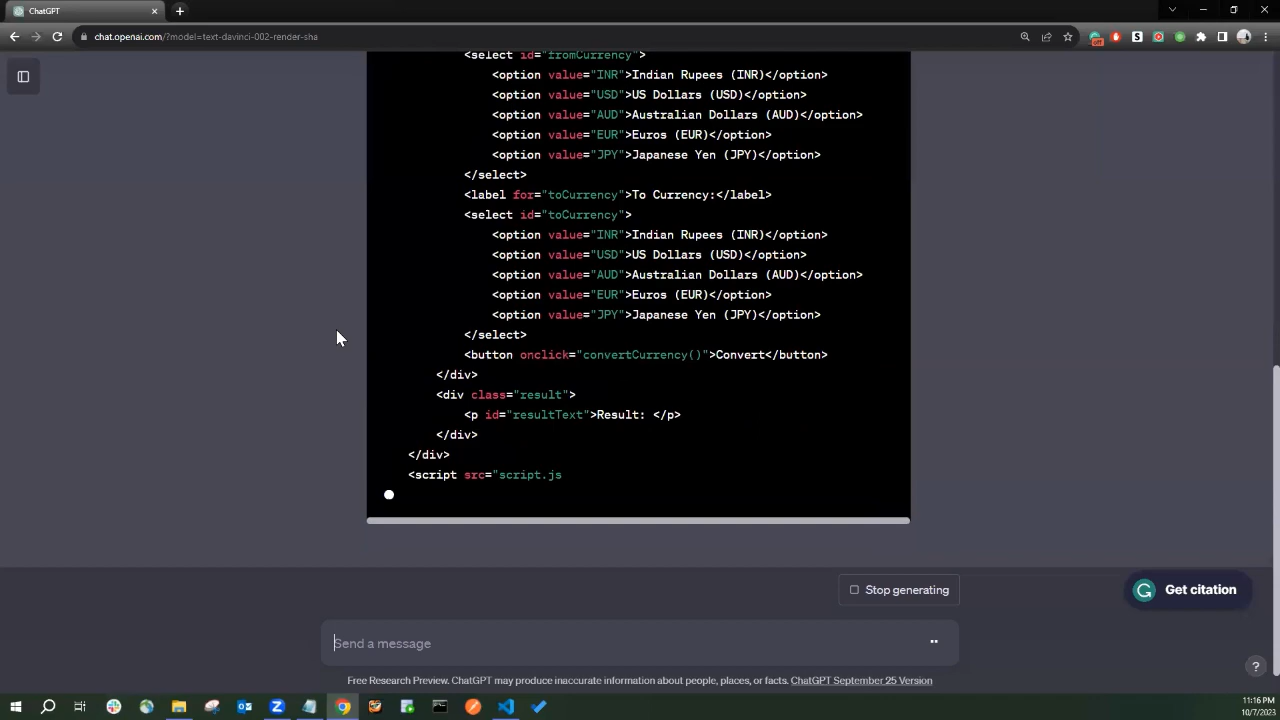 ChatGPT
chat.openai.com/?model=text-davinci-002-render-sha
<select id="fromCurrency">
<option value="INR">Indian Rupees (INR)</option>
<option value="USD">US Dollars (USD)</option>
<option value="AUD">Australian Dollars (AUD)</option>
<option value="EUR">Euros (EUR)</option>
<option value="JPY">Japanese Yen (JPY)</option>
</select>
<label for="toCurrency">To Currency:</label>
<select id="toCurrency">
<option value="INR">Indian Rupees (INR)</option>
<option value="USD">US Dollars (USD)</option>
<option value="AUD">Australian Dollars (AUD)</option>
<option value="EUR">Euros (EUR)</option>
<option value="JPY">Japanese Yen (JPY)</option>
</select>
<button onclick="convertCurrency()">Convert</button>
</div>
<div class="result">
<p id="resultText">Result: </p>
</div>
</div>
<script src="script.js
Stop generating
Get citation
Send a message
Free Research Preview. ChatGPT may produce inaccurate information about people, places, or facts. ChatGPT September 25 Version
?
11:16 PM
10/7/2023